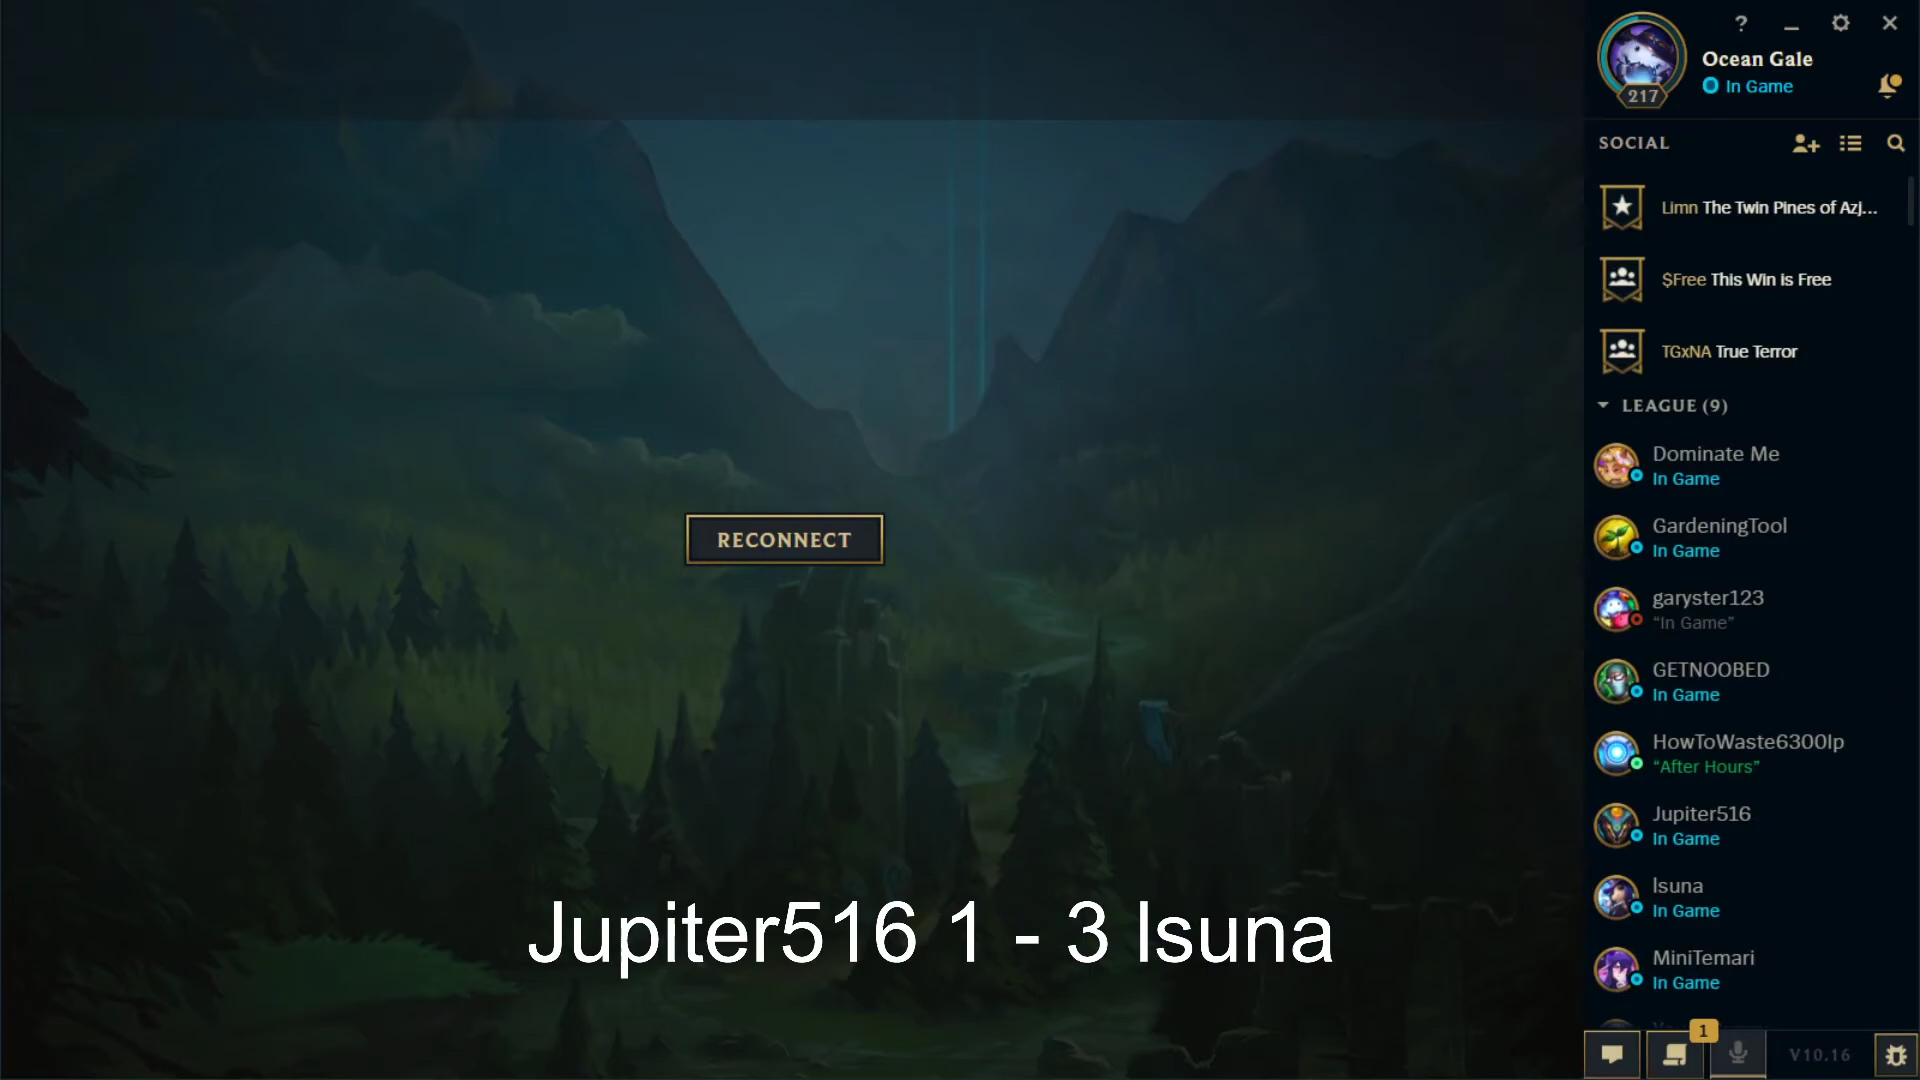 ?
Ocean Gale
In Game
217
SOCIAL
Limn The Twin Pines of Azj...
$Free This Win is Free
TGxNA True Terror
LEAGUE (9)
Dominate Me
In Game
GardeningTool
In Game
garyster123
“In Game”
GETNOOBED
In Game
RECONNECT
HowToWaste6300Ip
“After Hours”
Jupiter516
In Game
Isuna
In Game
Jupiter516 1 - 3 Isuna
MiniTemari
In Game
1
V10.16